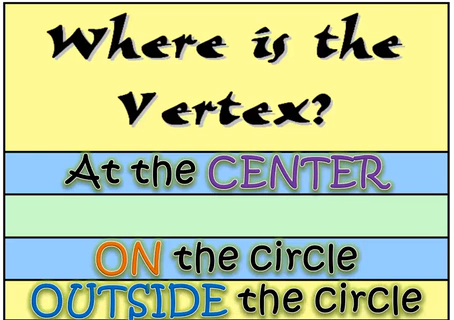 Where is the
Vertex?
At the CENTER
ON the circle
OUTSIDE the circle